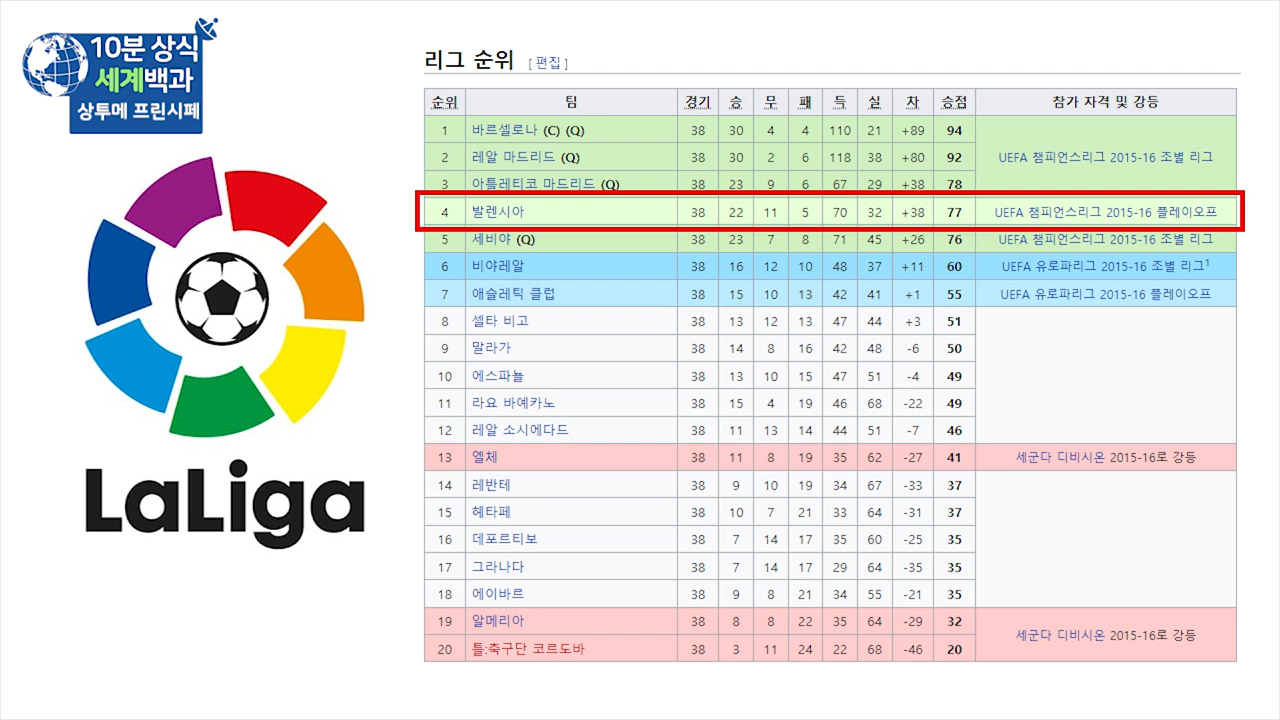 10분 상식
세계백과
상투메 프린시페
LaLiga
리그 순위 [편집]
순위 팀 경기 승 무 패 득 실 차 승점 참가 자격 및 강등
1 바르셀로나 (C) (Q) 38 30 4 4 110 21 +89 94
2 레알 마드리드 (Q) 38 30 2 6 118 38 +80 92 UEFA 챔피언스리그 2015-16 조별 리그
3 아틀레티코 마드리드 (Q) 38 23 9 6 67 29 +38 78
4 발렌시아 38 22 11 5 70 32 +38 77 UEFA 챔피언스리그 2015-16 플레이오프
5 세비야 (Q) 38 23 7 8 71 45 +26 76 UEFA 챔피언스리그 2015-16 조별 리그
6 비야레알 38 16 12 10 48 37 +11 60 UEFA 유로파리그 2015-16 조별 리그1
7 애슬레틱 클럽 38 15 10 13 42 41 +1 55 UEFA 유로파리그 2015-16 플레이오프
8 셀타 비고 38 13 12 13 47 44 +3 51
9 말라가 38 14 8 16 42 48 -6 50
10 에스파뇰 38 13 10 15 47 51 -4 49
11 라요 바예카노 38 15 4 19 46 68 -22 49
12 레알 소시에다드 38 11 13 14 44 51 -7 46
13 엘체 38 11 8 19 35 62 -27 41 세군다 디비시온 2015-16로 강등
14 레반테 38 9 10 19 34 67 -33 37
15 헤타페 38 10 7 21 33 64 -31 37
16 데포르티보 38 7 14 17 35 60 -25 35
17 그라나다 38 7 14 17 29 64 -35 35
18 에이바르 38 9 8 21 34 55 -21 35
19 알메리아 38 8 8 22 35 64 -29 32
세군다 디비시온 2015-16로 강등
20 틀:축구단 코르도바 38 3 11 24 22 68 -46 20